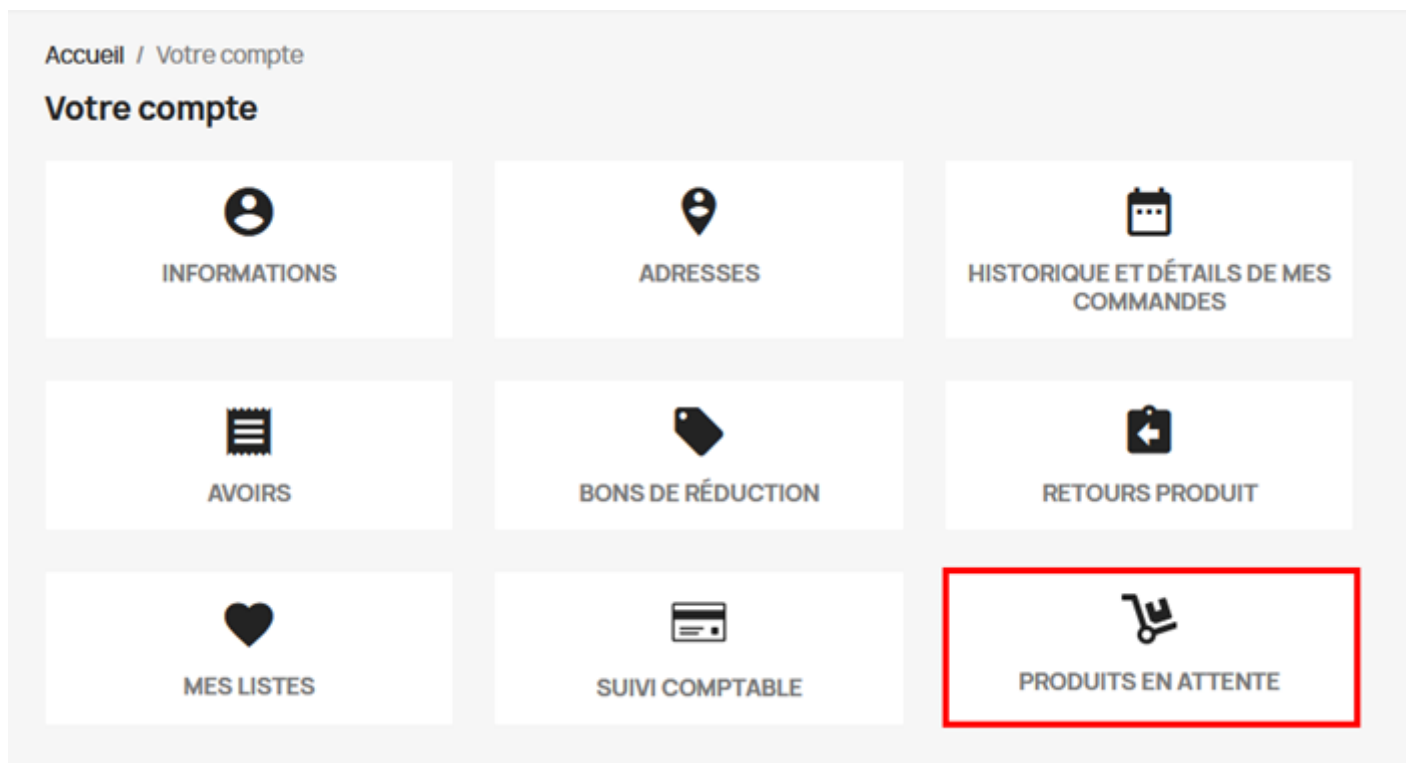 Accueil / Votre compte
Votre compte
INFORMATIONS
ADRESSES
HISTORIQUE ET DÉTAILS DE MES
COMMANDES
AVOIRS
BONS DE RÉDUCTION
RETOURS PRODUIT
MES LISTES
SUIVI COMPTABLE
PRODUITS EN ATTENTE